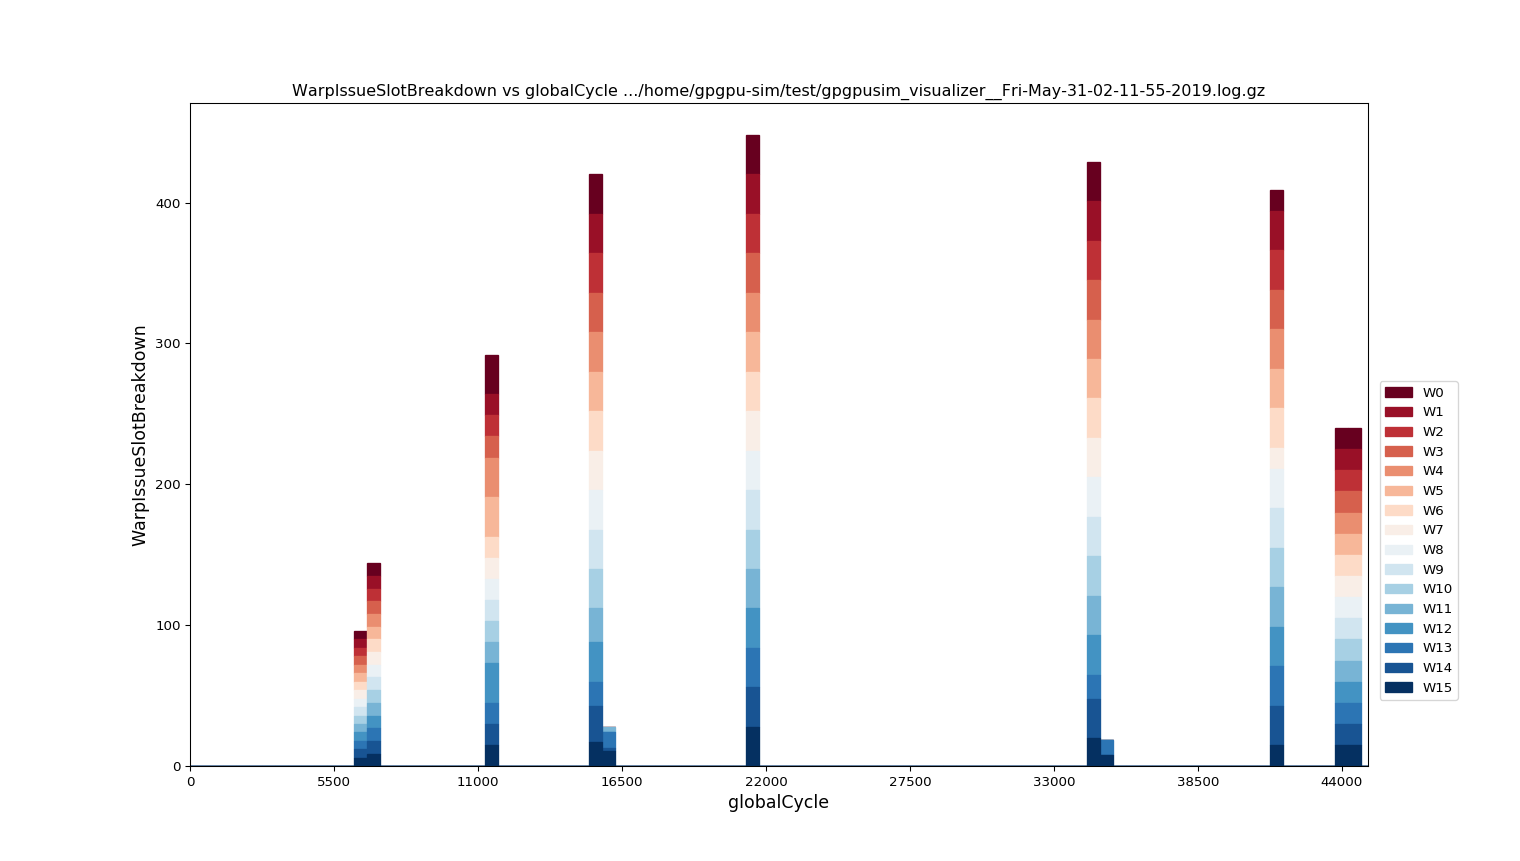 WarpIssueSlotBreakdown vs globalCycle .../home/gpgpu-sim/test/gpgpusim_visualizer__Fri-May-31-02-11-55-2019.log.gz
WarpIssueSlotBreakdown
400
300
200
100
0
0 5500 11000 16500 22000 27500 33000 38500 44000
globalCycle
W0
W1
W2
W3
W4
W5
W6
W7
W8
W9
W10
W11
W12
W13
W14
W15